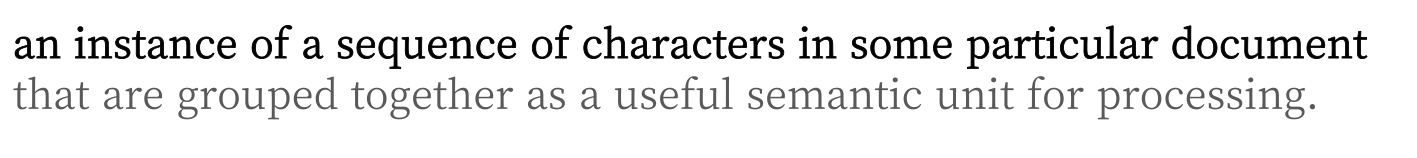 an instance of a sequence of characters in some particular document
that are grouped together as a useful semantic unit for processing.